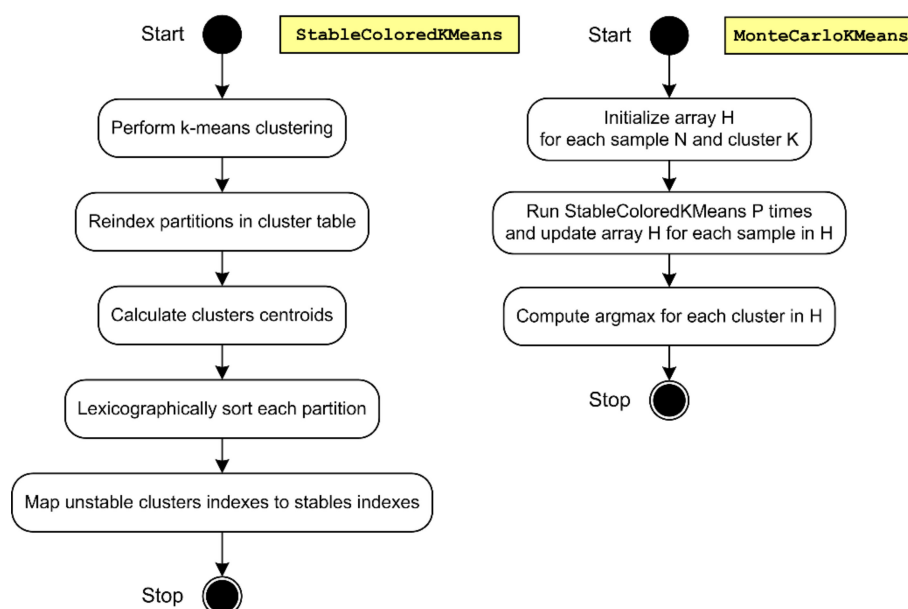 Start
StableColoredKMeans
Perform k-means clustering
Reindex partitions in cluster table
Calculate clusters centroids
Lexicographically sort each partition
Map unstable clusters indexes to stables indexes
Stop
Start
MonteCarloKMeans
Initialize array H
for each sample N and cluster K
Run StableColoredKMeans P times
and update array H for each sample in H
Compute argmax for each cluster in H
Stop